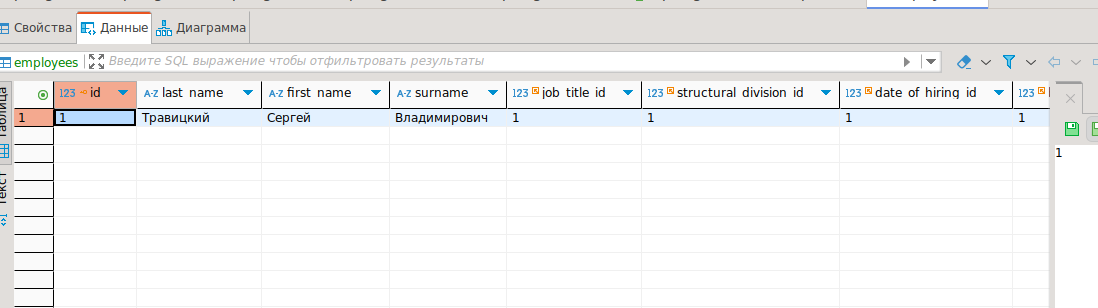 Свойства Данные Диаграмма
employees Введите SQL выражение чтобы отфильтровать результаты
Таблица
123 id A-Z last_name A-Z first_name A-Z surname 123 job_title_id 123 structural_division_id 123 date_of_hiring_id 123
1 1 Травицкий Сергей Владимирович 1 1 1 1
1
Текст